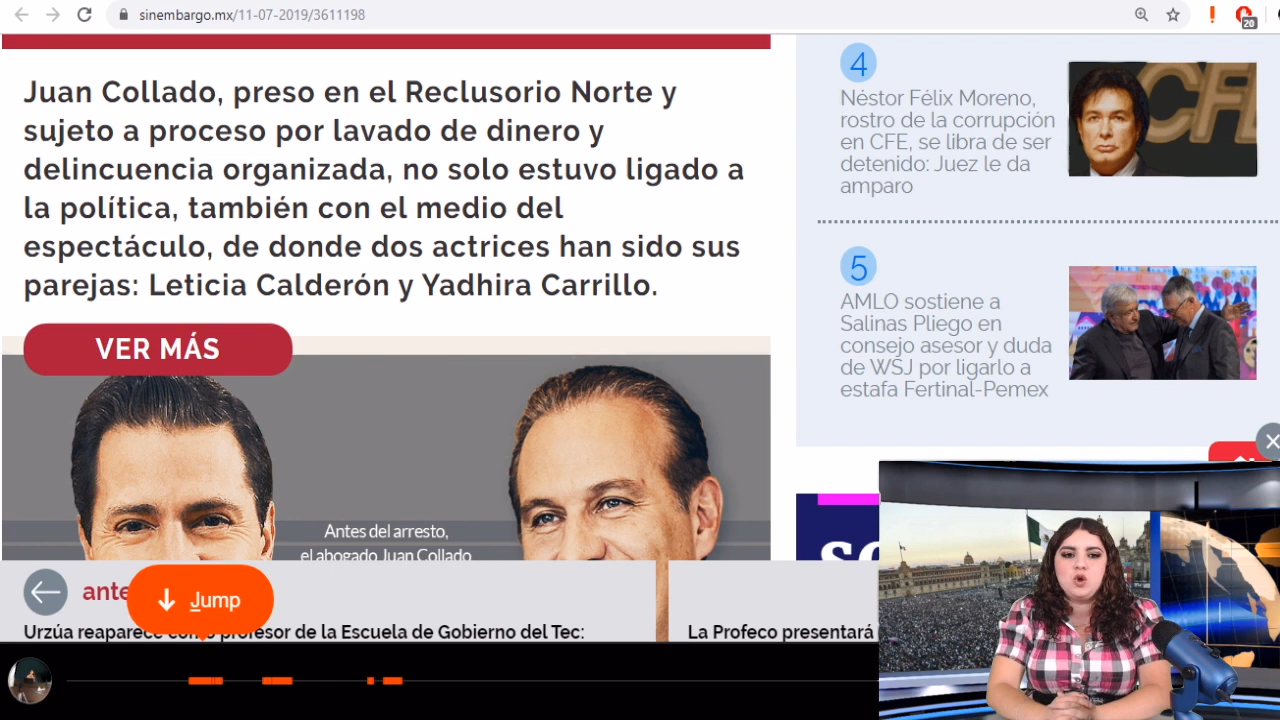 sinembargo.mx/11-07-2019/3611198
20
Juan Collado, preso en el Reclusorio Norte y
sujeto a proceso por lavado de dinero y
delincuencia organizada, no solo estuvo ligado a
la política, también con el medio del
espectáculo, de donde dos actrices han sido sus
parejas: Leticia Calderón y Yadhira Carrillo.
VER MÁS
Antes del arresto,
el abogado Juan Collado
4
Néstor Félix Moreno,
rostro de la corrupción
en CFE, se libra de ser
detenido: Juez le da
amparo
CFE
5
AMLO sostiene a
Salinas Pliego en
consejo asesor y duda
de WSJ por ligarlo a
estafa Fertinal-Pemex
Jump
Urzúa reaparece como profesor de la Escuela de Gobierno del Tec:
La Profeco presentará